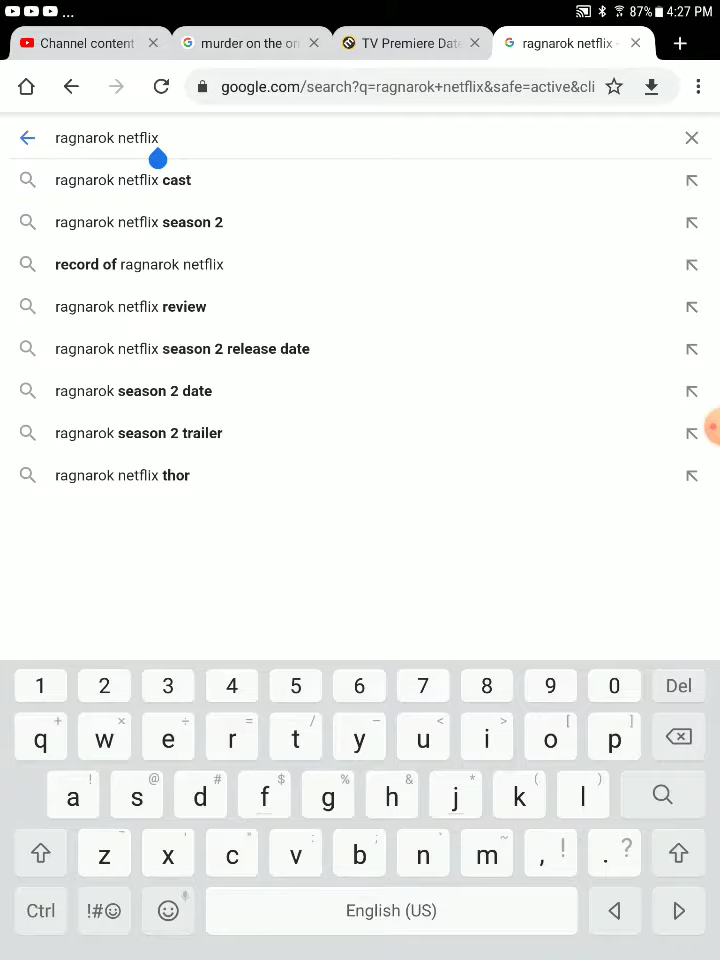 ... 87% 4:27 PM
Channel content murder on the TV Premiere ragnarok netflix
google.com/search?q=ragnarok+netflix&safe=active&cli
ragnarok netflix
ragnarok netflix cast
ragnarok netflix season 2
record of ragnarok netflix
ragnarok netflix review
ragnarok netflix season 2 release date
ragnarok season 2 date
ragnarok season 2 trailer
ragnarok netflix thor
1 2 3 4 5 6 7 8 9 0 Del
+ × ÷ = / − < > [ ]
q w e r t y u i o p
! @ # $ % & * ( )
a s d f g h j k l
- ' " : ; ` ~ ! ?
z x c v b n m , .
Ctrl !#☺ English (US)